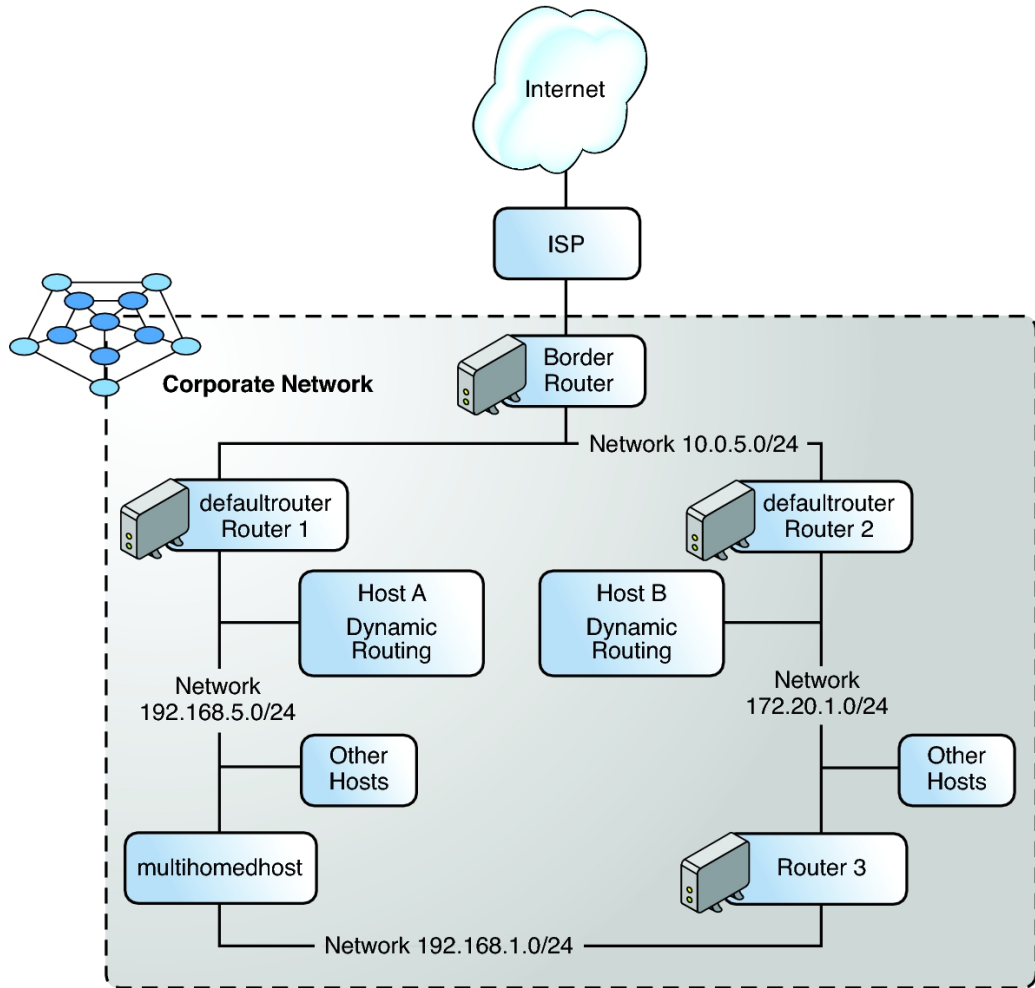 Internet
ISP
Border
Router
Corporate Network
Network 10.0.5.0/24
defaultrouter
Router 1
defaultrouter
Router 2
Host A
Dynamic
Routing
Host B
Dynamic
Routing
Network
192.168.5.0/24
Network
172.20.1.0/24
Other
Hosts
Other
Hosts
multihomedhost
Router 3
Network 192.168.1.0/24